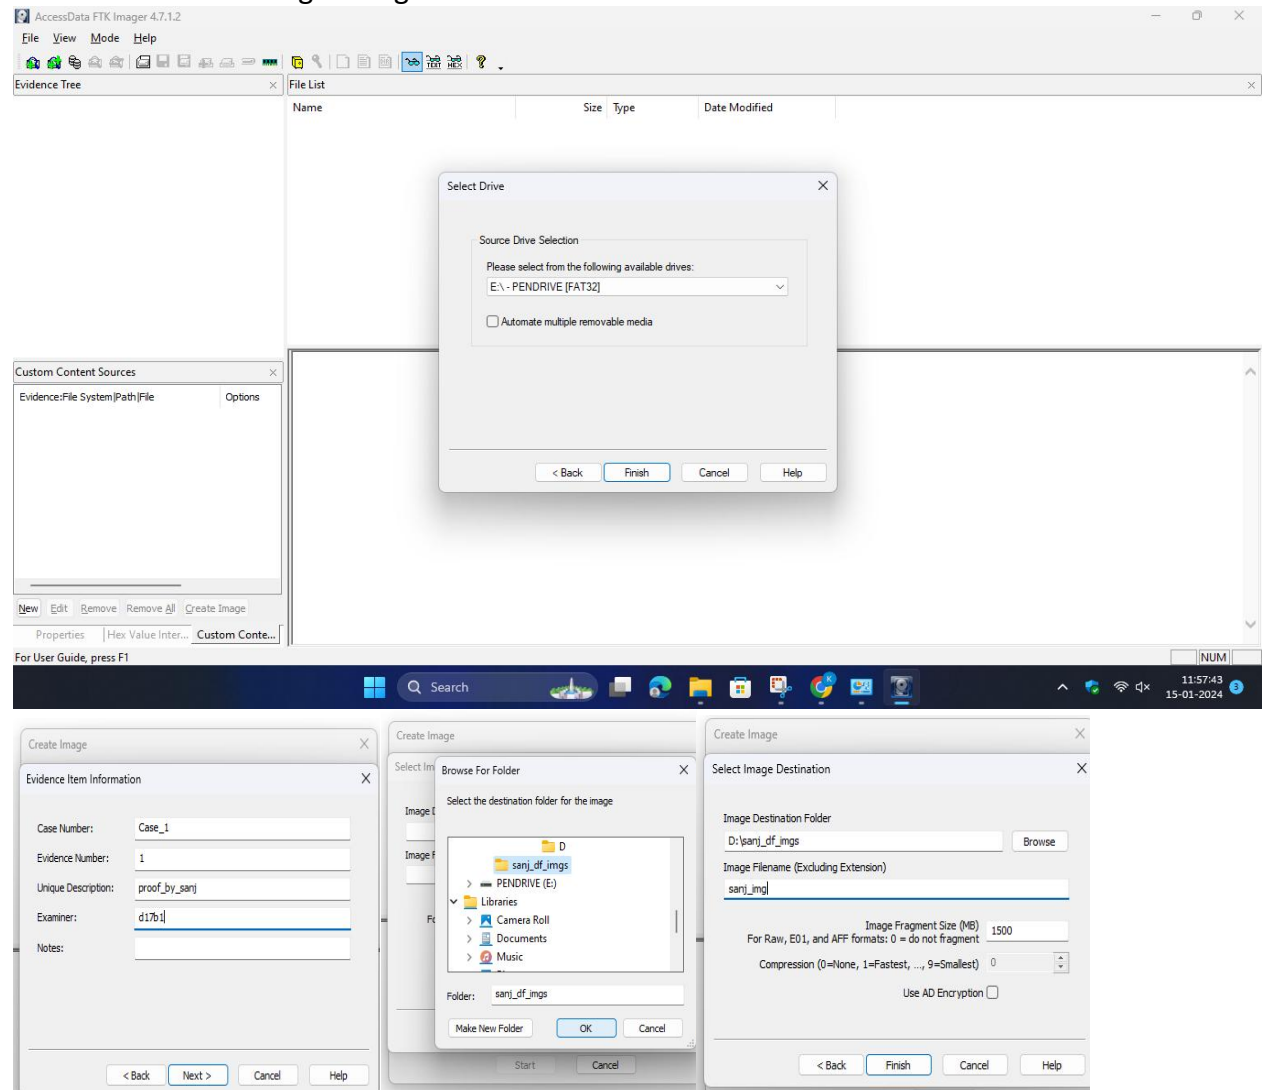 AccessData FTK Imager 4.7.1.2
File View Mode Help
Evidence Tree
File List
Name Size Type Date Modified
Select Drive
Source Drive Selection
Please select from the following available drives:
E:\ - PENDRIVE [FAT32]
Automate multiple removable media
< Back Finish Cancel Help
Custom Content Sources
Evidence:File System|Path|File Options
New Edit Remove Remove All Create Image
Properties Hex Value Inter... Custom Conte...
For User Guide, press F1
NUM
Search
11:57:43
15-01-2024
3
Create Image
Evidence Item Information
Case Number: Case_1
Evidence Number: 1
Unique Description: proof_by_sanj
Examiner: d17b1
Notes:
< Back Next > Cancel Help
Create Image
Select Im
Browse For Folder
Select the destination folder for the image
Image
Image F
D
sanj_df_imgs
PENDRIVE (E:)
Libraries
Camera Roll
Documents
Music
Folder: sanj_df_imgs
Make New Folder OK Cancel
Start Cancel
Create Image
Select Image Destination
Image Destination Folder
D:\sanj_df_imgs Browse
Image Filename (Excluding Extension)
sanj_img
Image Fragment Size (MB) 1500
For Raw, E01, and AFF formats: 0 = do not fragment
Compression (0=None, 1=Fastest, ..., 9=Smallest) 0
Use AD Encryption
< Back Finish Cancel Help